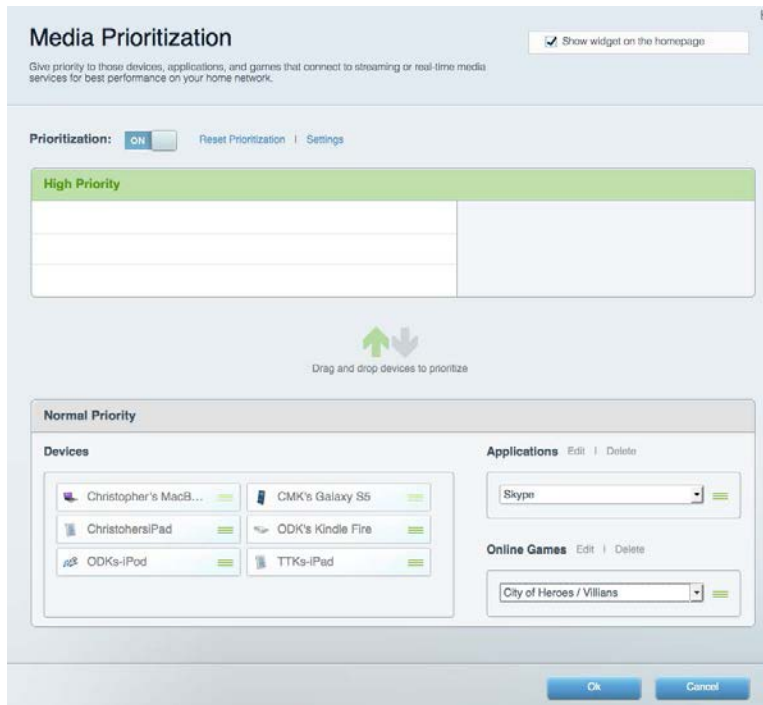 Media Prioritization
Show widget on the homepage
Give priority to those devices, applications, and games that connect to streaming or real-time media
services for best performance on your home network.
Prioritization: ON Reset Prioritization | Settings
High Priority
Drag and drop devices to prioritize
Normal Priority
Devices
Christopher's MacB...
CMK's Galaxy S5
ChristohersiPad
ODK's Kindle Fire
ODKs-iPod
TTKs-iPad
Applications Edit | Delete
Skype
Online Games Edit | Delete
City of Heroes / Villians
Ok
Cancel